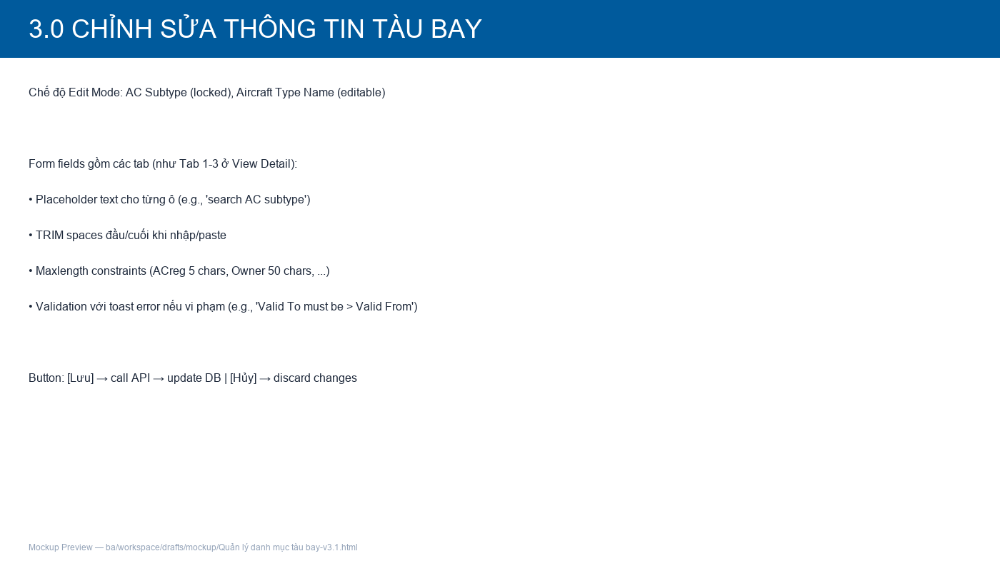 3.0 CHỈNH SỬA THÔNG TIN TÀU BAY
Chế độ Edit Mode: AC Subtype (locked), Aircraft Type Name (editable)
Form fields gồm các tab (như Tab 1-3 ở View Detail):
• Placeholder text cho từng ô (e.g., 'search AC subtype')
• TRIM spaces đầu/cuối khi nhập/paste
• Maxlength constraints (ACreg 5 chars, Owner 50 chars, ...)
• Validation với toast error nếu vi phạm (e.g., 'Valid To must be > Valid From')
Button: [Lưu] → call API → update DB | [Hủy] → discard changes
Mockup Preview — ba/workspace/drafts/mockup/Quản lý danh mục tàu bay-v3.1.html